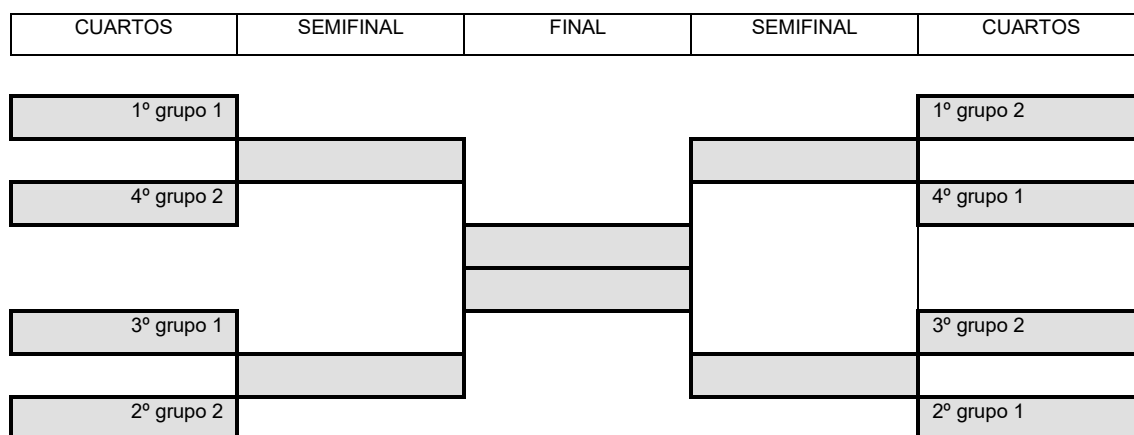 CUARTOS SEMIFINAL FINAL SEMIFINAL CUARTOS
1º grupo 1 1º grupo 2
4º grupo 2 4º grupo 1
3º grupo 1 3º grupo 2
2º grupo 2 2º grupo 1